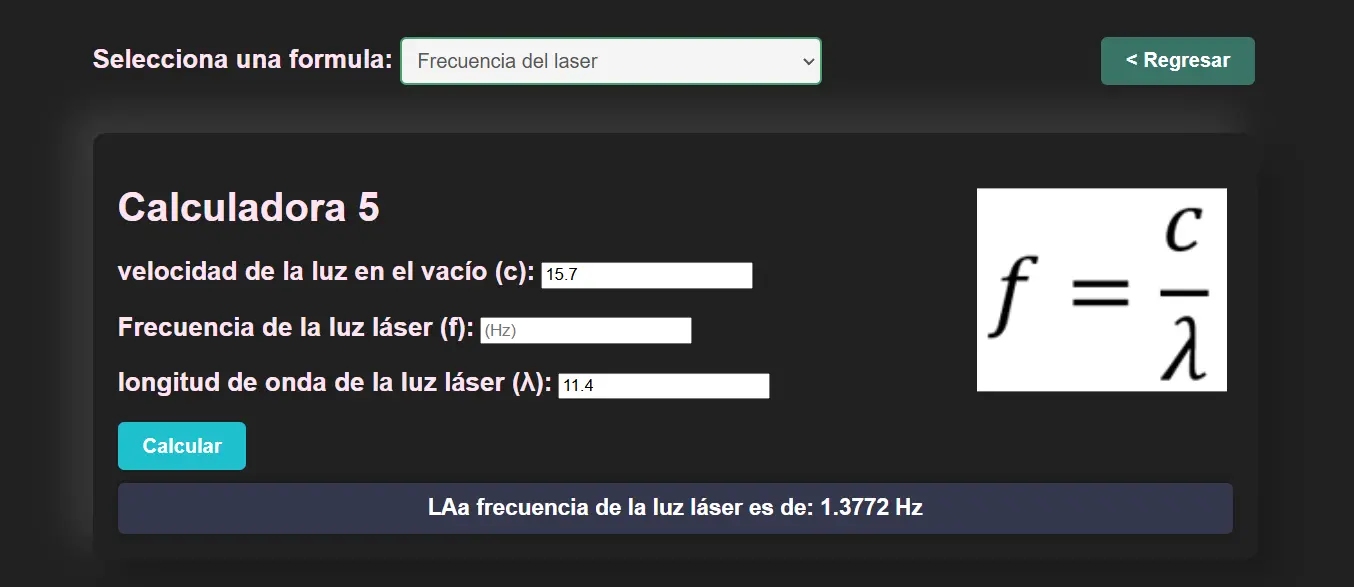 Selecciona una formula: Frecuencia del laser < Regresar
Calculadora 5
velocidad de la luz en el vacío (c): 15.7
Frecuencia de la luz láser (f): (Hz)
longitud de onda de la luz láser (λ): 11.4
f = c/λ
Calcular
LAa frecuencia de la luz láser es de: 1.3772 Hz